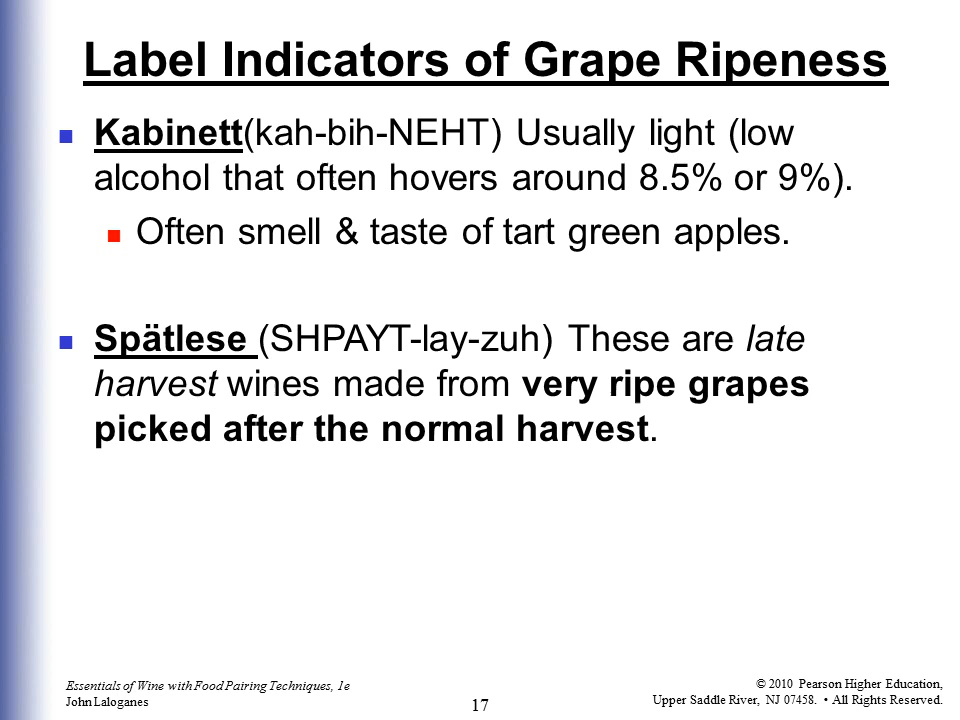 Label Indicators of Grape Ripeness
Kabinett(kah-bih-NEHT) Usually light (low
alcohol that often hovers around 8.5% or 9%).
Often smell & taste of tart green apples.
Spätlese (SHPAYT-lay-zuh) These are late
harvest wines made from very ripe grapes
picked after the normal harvest.
Essentials of Wine with Food Pairing Techniques, 1e
John Laloganes
17
© 2010 Pearson Higher Education,
Upper Saddle River, NJ 07458. • All Rights Reserved.